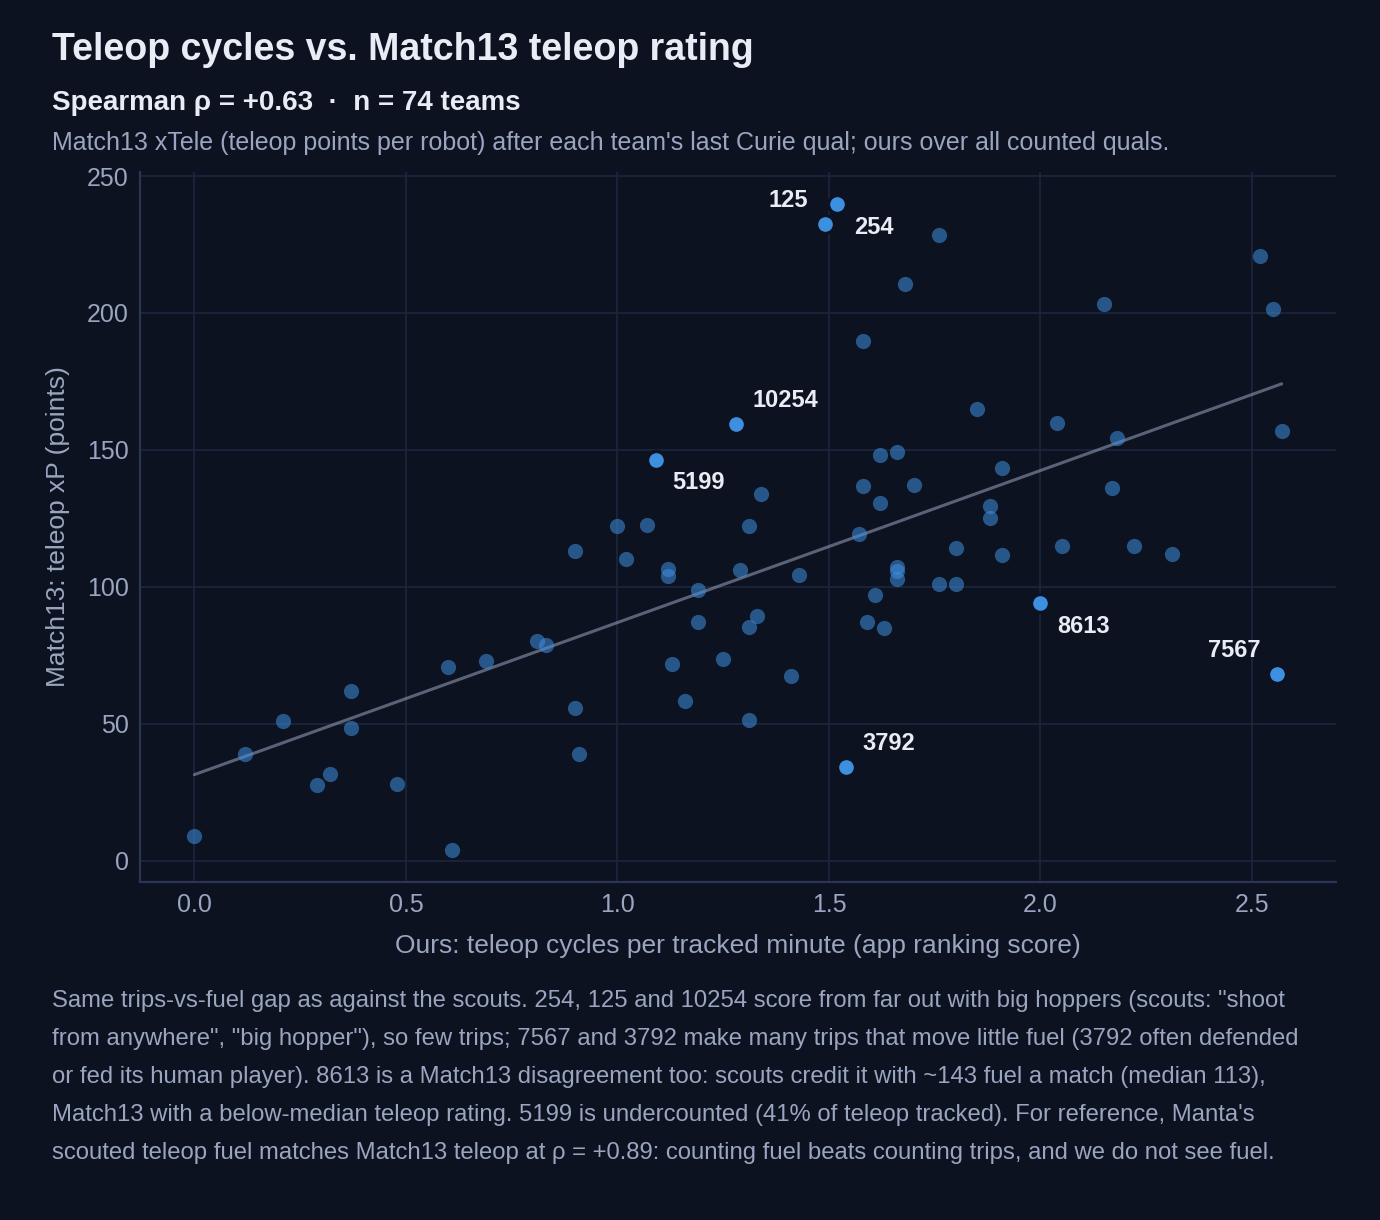 Teleop cycles vs. Match13 teleop rating
Spearman ρ = +0.63 · n = 74 teams
Match13 xTele (teleop points per robot) after each team's last Curie qual; ours over all counted quals.
250
200
150
100
50
0
Match13: teleop xP (points)
125
254
10254
5199
8613
7567
3792
0.0
0.5
1.0
1.5
2.0
2.5
Ours: teleop cycles per tracked minute (app ranking score)
Same trips-vs-fuel gap as against the scouts. 254, 125 and 10254 score from far out with big hoppers (scouts: "shoot
from anywhere", "big hopper"), so few trips; 7567 and 3792 make many trips that move little fuel (3792 often defended
or fed its human player). 8613 is a Match13 disagreement too: scouts credit it with ~143 fuel a match (median 113),
Match13 with a below-median teleop rating. 5199 is undercounted (41% of teleop tracked). For reference, Manta's
scouted teleop fuel matches Match13 teleop at ρ = +0.89: counting fuel beats counting trips, and we do not see fuel.